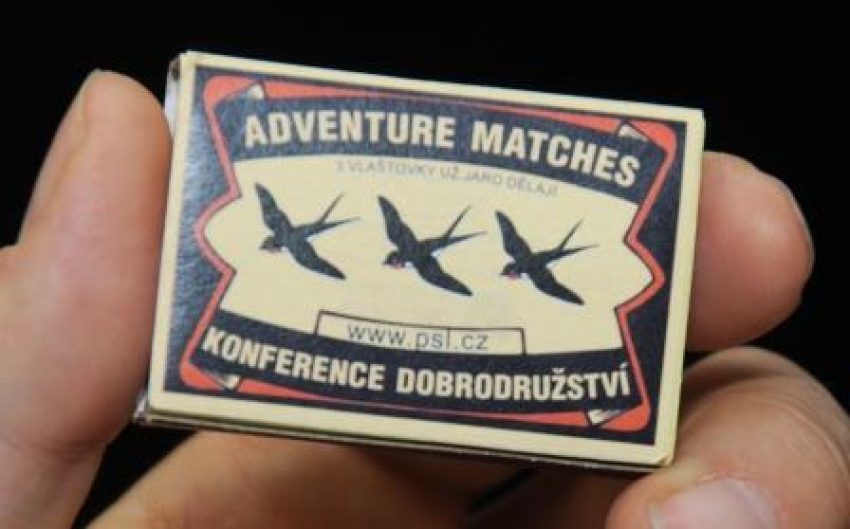 ADVENTURE MATCHES
3 VLAŠTOVKY UŽ JARO DĚLAJÍ
www.psl.cz
KONFERENCE DOBRODRUŽSTVÍ